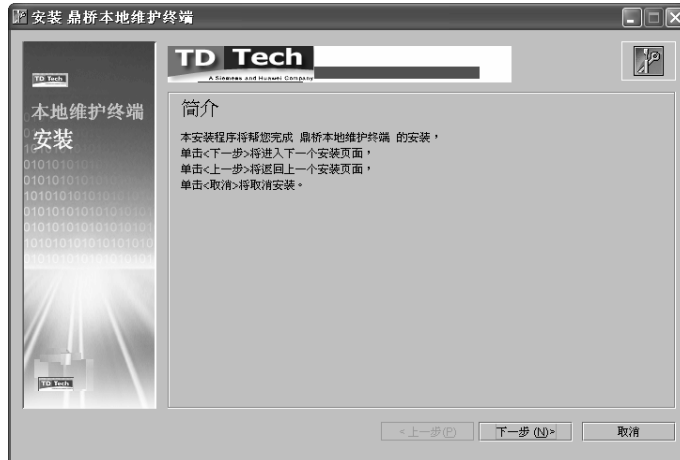 安装 鼎桥本地维护终端
TD Tech
A Siemens and Huawei Company
TD Tech
本地维护终端
安装
简介
本安装程序将帮您完成 鼎桥本地维护终端 的安装，
单击<下一步>将进入下一个安装页面，
单击<上一步>将返回上一个安装页面，
单击<取消>将取消安装。
TD Tech
<上一步(P)
下一步 (N)>
取消